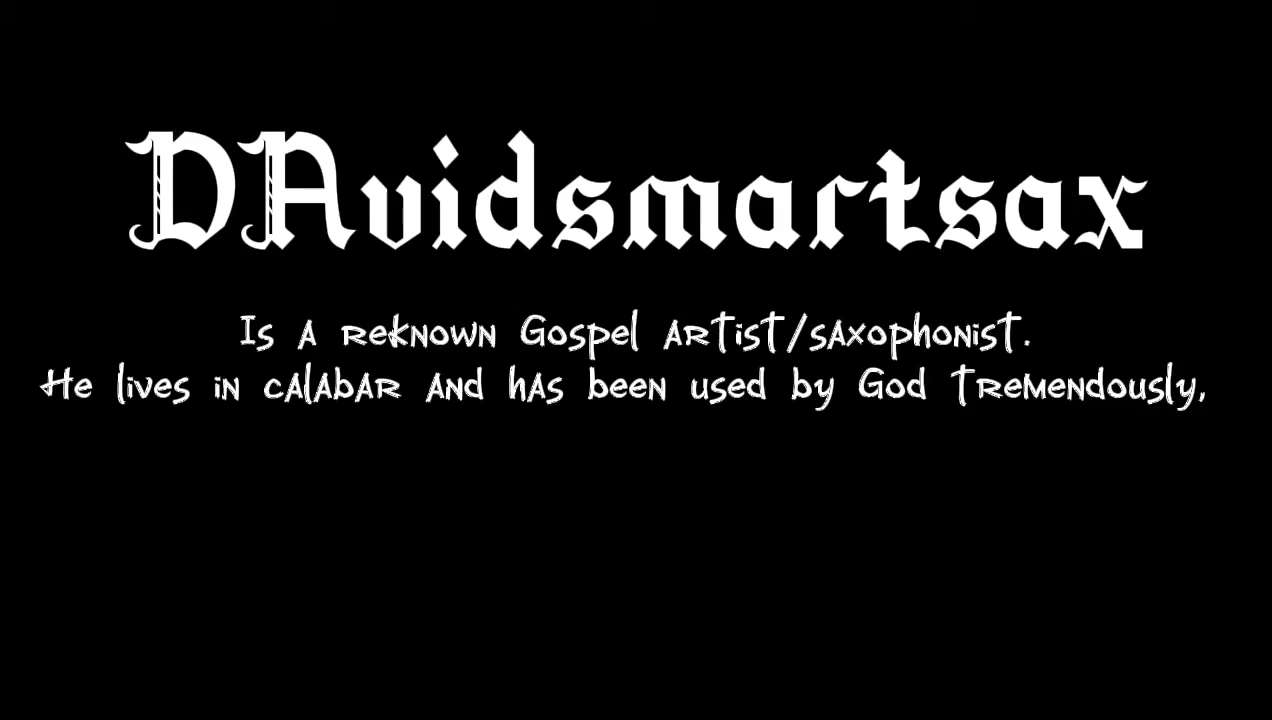 DAvidsmartsax
Is a reknown Gospel artist/saxophonist.
He lives in calabar and has been used by God tremendously,